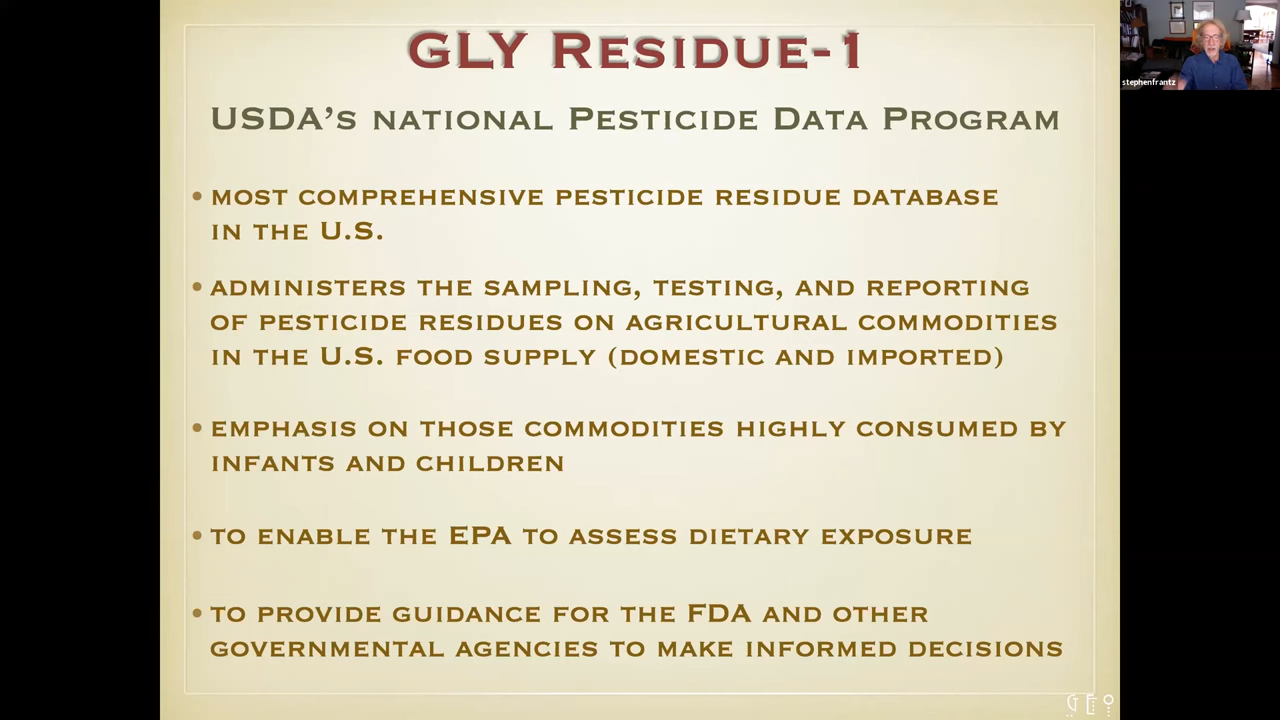 GLY RESIDUE-1
USDA'S NATIONAL PESTICIDE DATA PROGRAM
• MOST COMPREHENSIVE PESTICIDE RESIDUE DATABASE
IN THE U.S.
• ADMINISTERS THE SAMPLING, TESTING, AND REPORTING
OF PESTICIDE RESIDUES ON AGRICULTURAL COMMODITIES
IN THE U.S. FOOD SUPPLY (DOMESTIC AND IMPORTED)
• EMPHASIS ON THOSE COMMODITIES HIGHLY CONSUMED BY
INFANTS AND CHILDREN
• TO ENABLE THE EPA TO ASSESS DIETARY EXPOSURE
• TO PROVIDE GUIDANCE FOR THE FDA AND OTHER
GOVERNMENTAL AGENCIES TO MAKE INFORMED DECISIONS
stephenfrantz
GEO